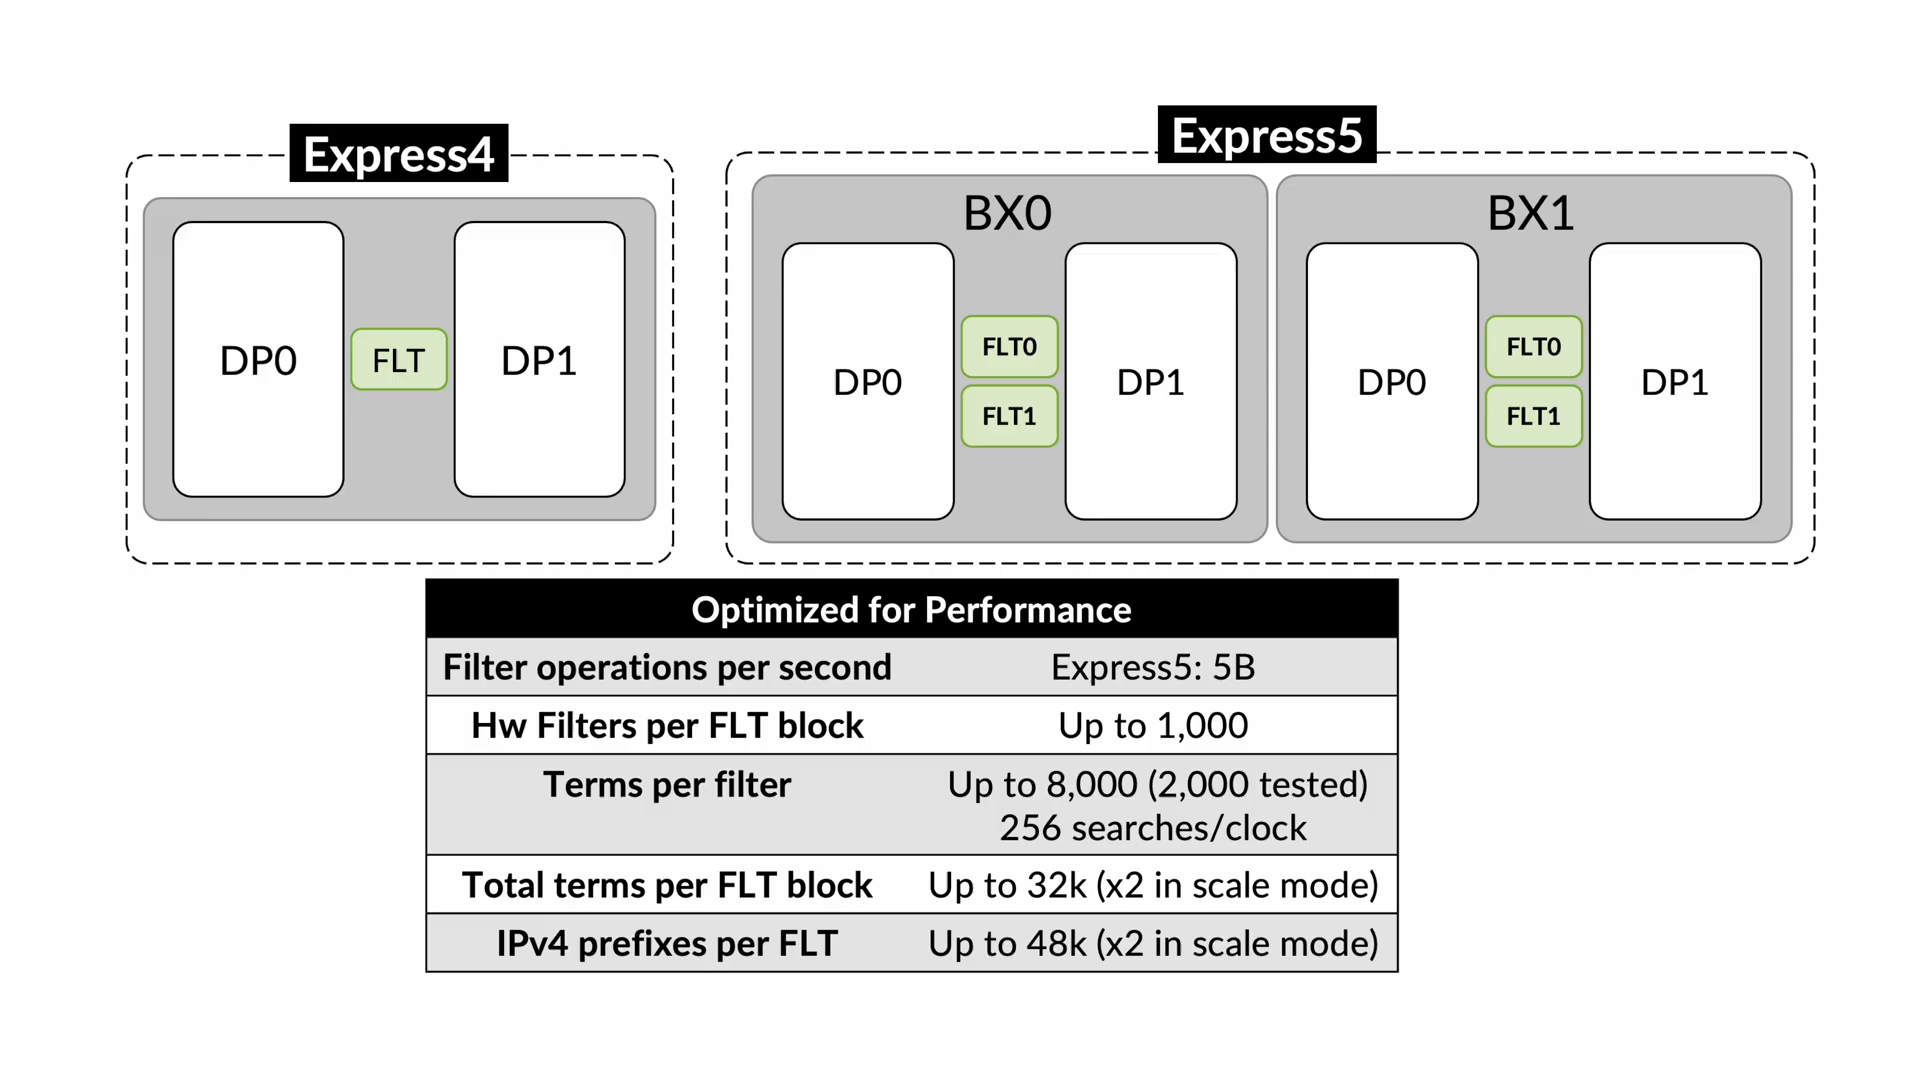 Express4
DP0
FLT
DP1
Express5
BX0
DP0
FLT0
FLT1
DP1
BX1
DP0
FLT0
FLT1
DP1
Optimized for Performance
Filter operations per second Express5: 5B
Hw Filters per FLT block Up to 1,000
Terms per filter Up to 8,000 (2,000 tested)
256 searches/clock
Total terms per FLT block Up to 32k (x2 in scale mode)
IPv4 prefixes per FLT Up to 48k (x2 in scale mode)